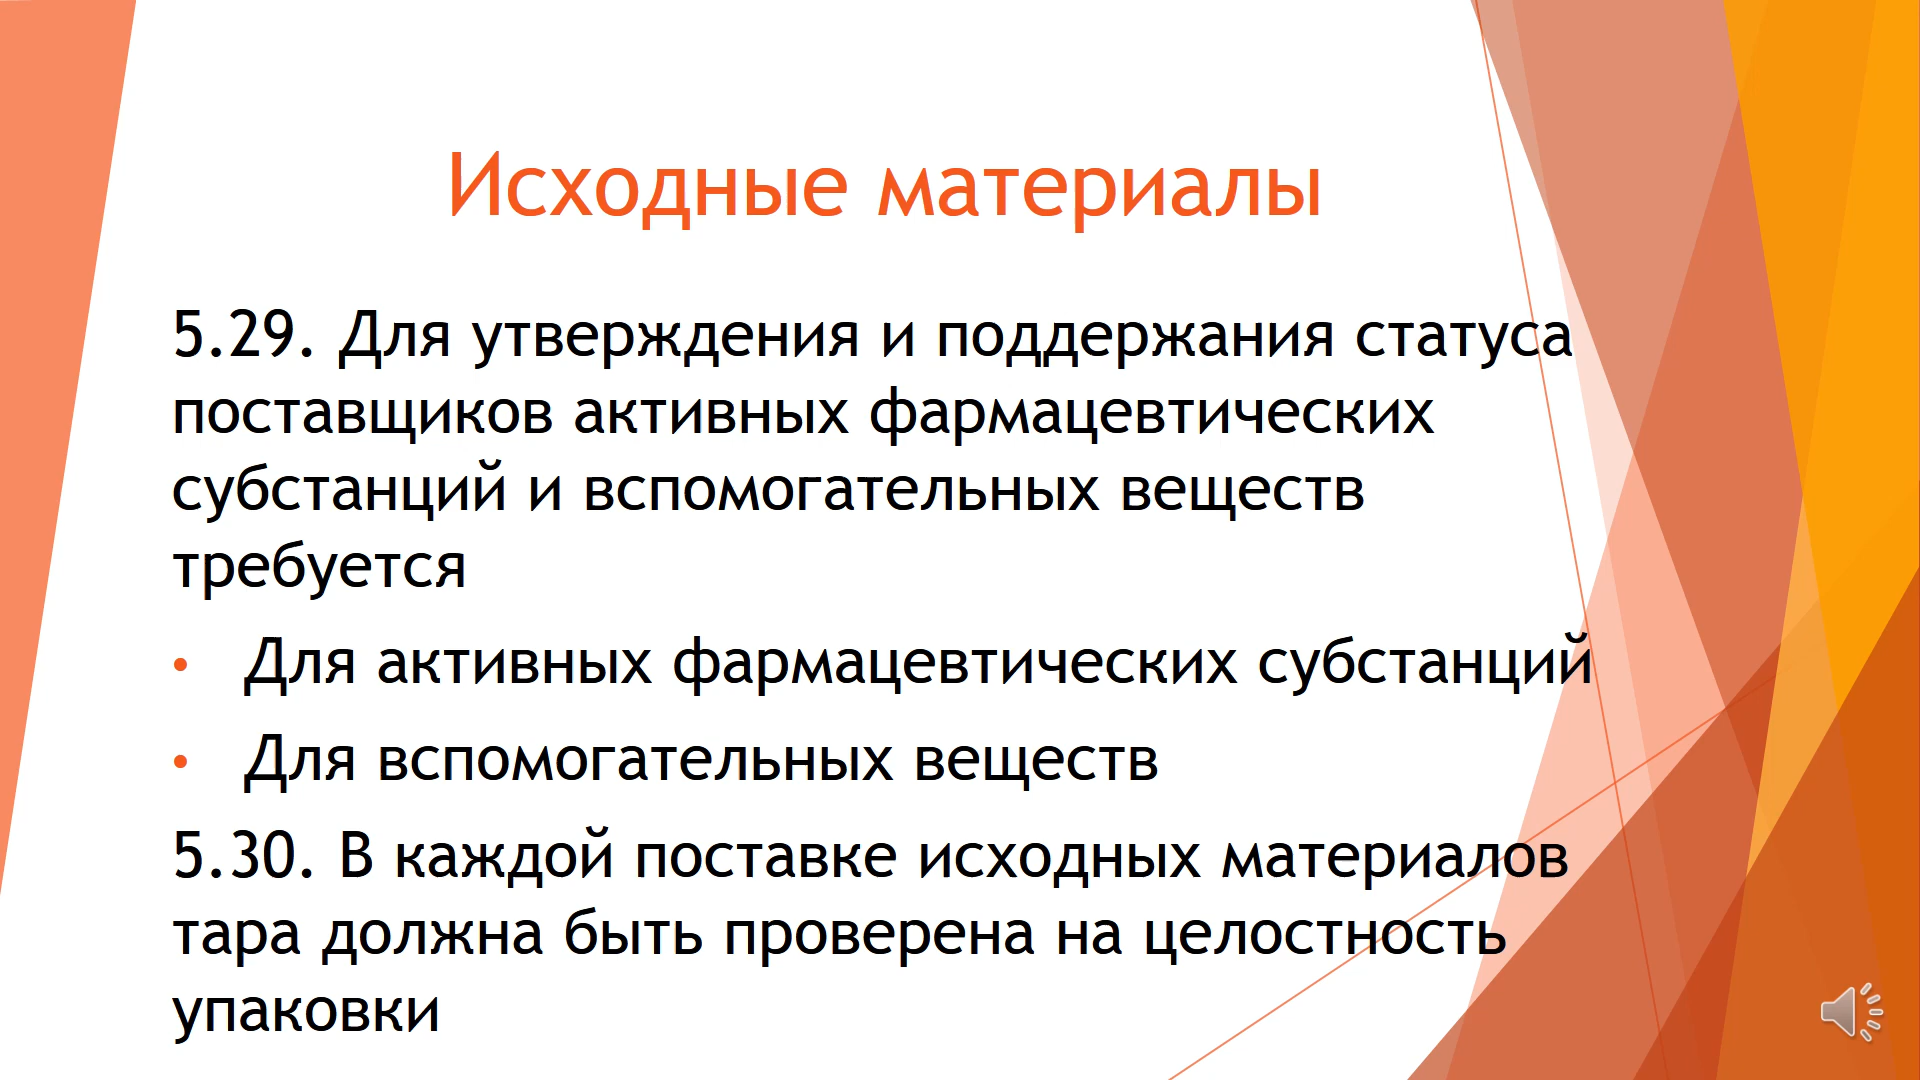 Исходные материалы
5.29. Для утверждения и поддержания статуса
поставщиков активных фармацевтических
субстанций и вспомогательных веществ
требуется
• Для активных фармацевтических субстанций
• Для вспомогательных веществ
5.30. В каждой поставке исходных материалов
тара должна быть проверена на целостность
упаковки